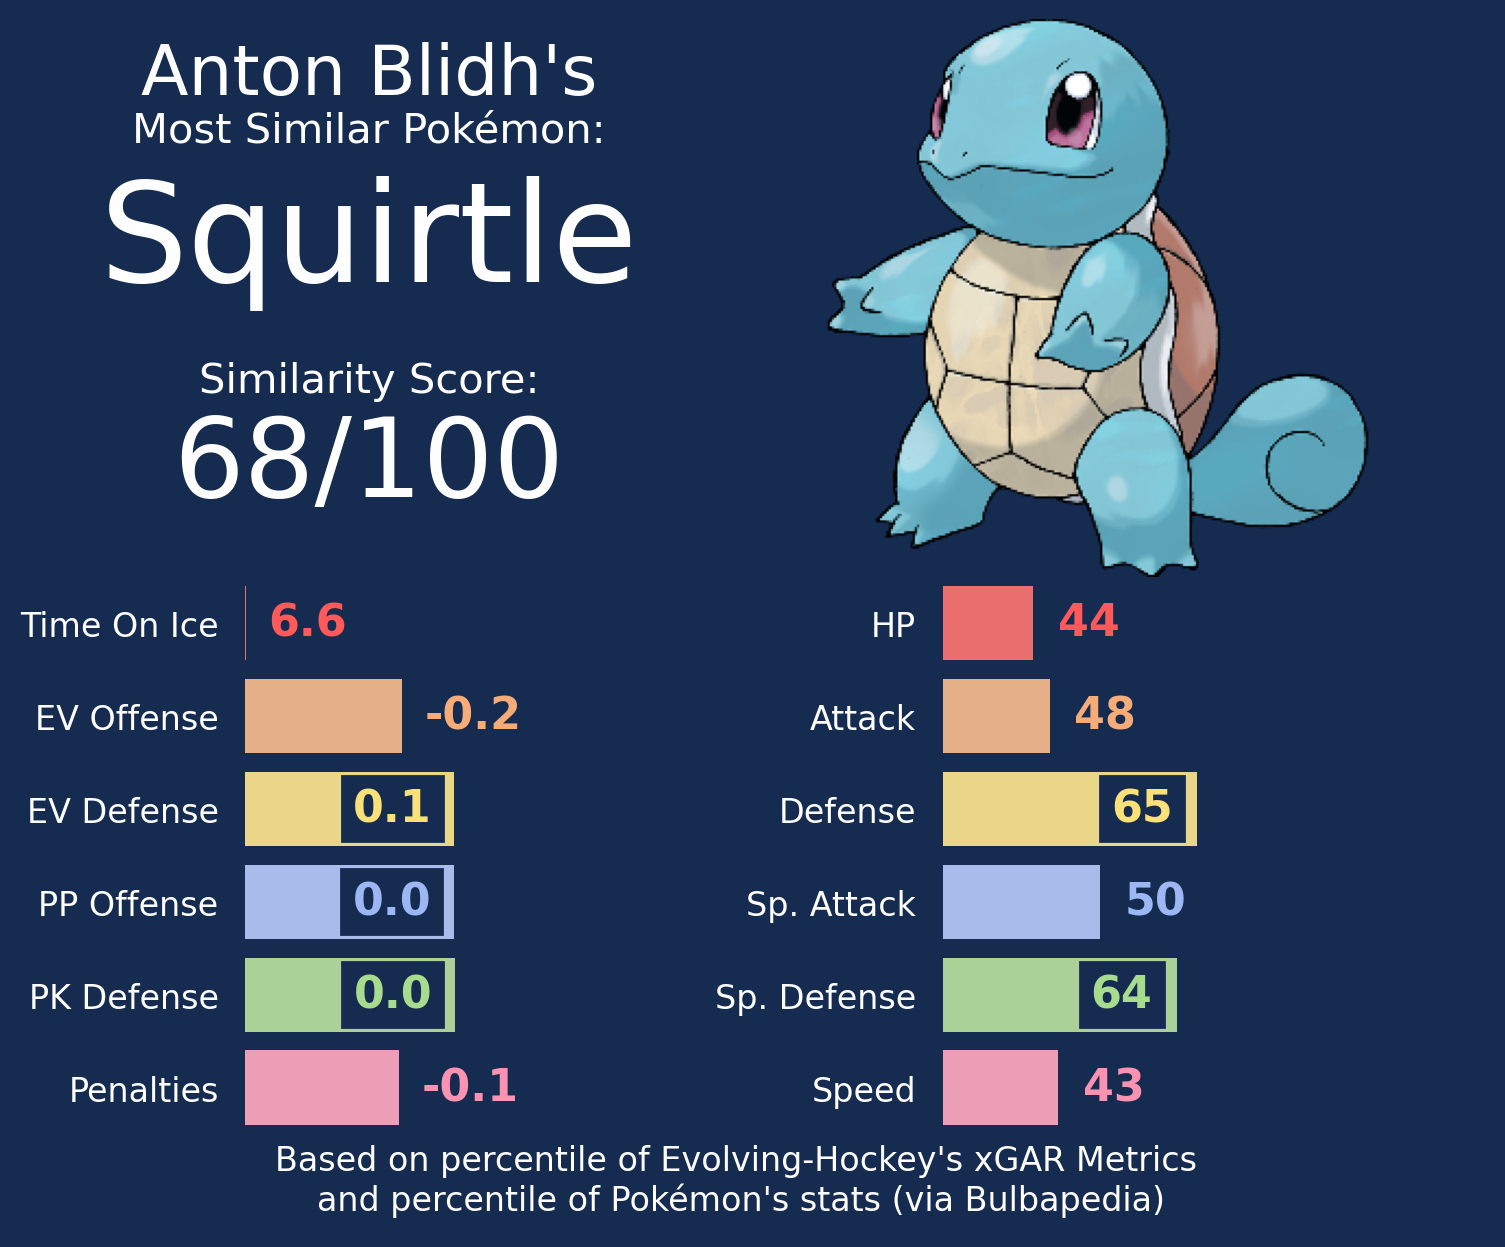 Anton Blidh's
Most Similar Pokémon:
Squirtle
Similarity Score:
68/100
Time On Ice 6.6
EV Offense -0.2
EV Defense 0.1
PP Offense 0.0
PK Defense 0.0
Penalties -0.1
HP 44
Attack 48
Defense 65
Sp. Attack 50
Sp. Defense 64
Speed 43
Based on percentile of Evolving-Hockey's xGAR Metrics
and percentile of Pokémon's stats (via Bulbapedia)